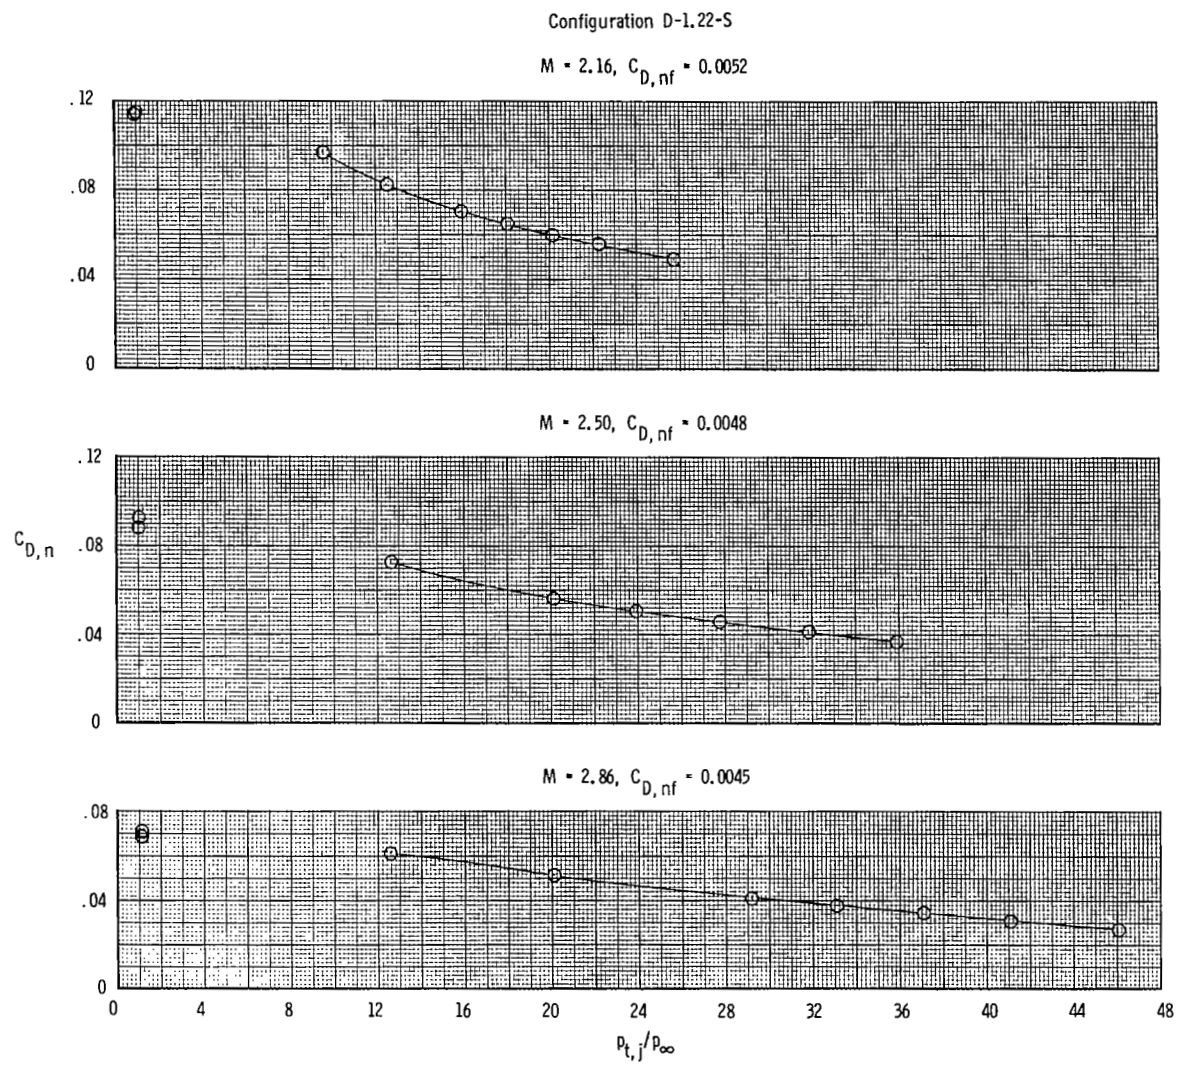 Configuration D-1.22-S
M = 2.16, C_D,nf = 0.0052
.12
.08
.04
0
M = 2.50, C_D,nf = 0.0048
.12
C_D,n .08
.04
0
M = 2.86, C_D,nf = 0.0045
.08
.04
0
0 4 8 12 16 20 24 28 32 36 40 44 48
p_t,j/p_∞